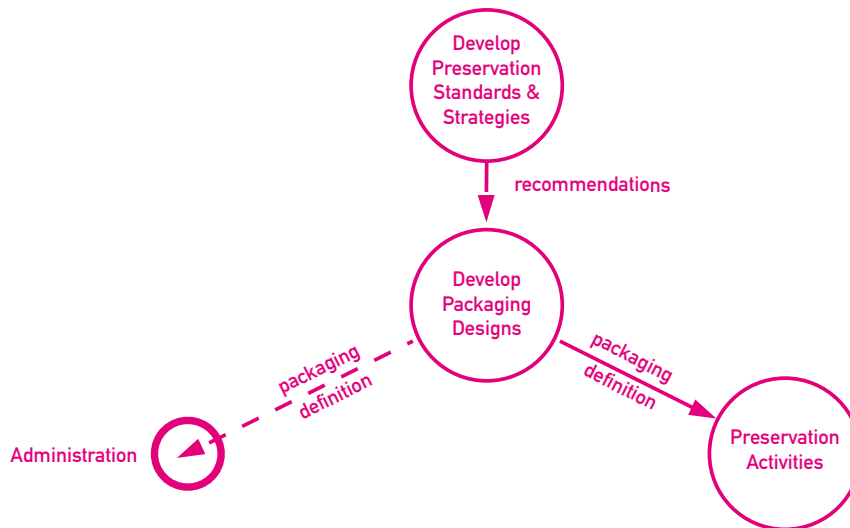 Develop
Preservation
Standards &
Strategies
recommendations
Develop
Packaging
Designs
packaging
definition
packaging
definition
Administration
Preservation
Activities